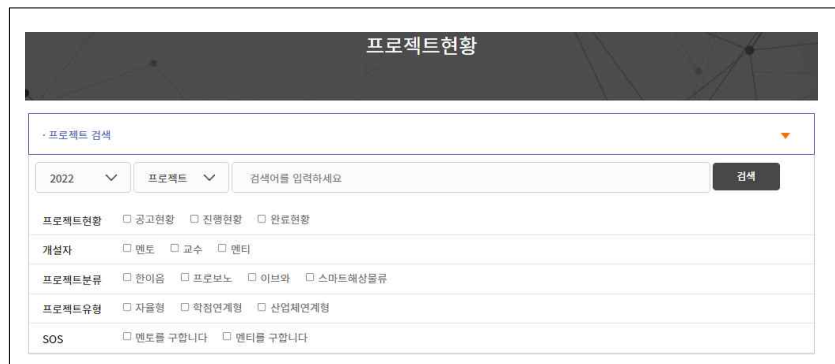 프로젝트현황
· 프로젝트 검색
2022 프로젝트 검색어를 입력하세요 검색
프로젝트현황 공고현황 진행현황 완료현황
개설자 멘토 교수 멘티
프로젝트분류 한이음 프로보노 이브와 스마트해상물류
프로젝트유형 자율형 학점연계형 산업체연계형
SOS 멘토를 구합니다 멘티를 구합니다